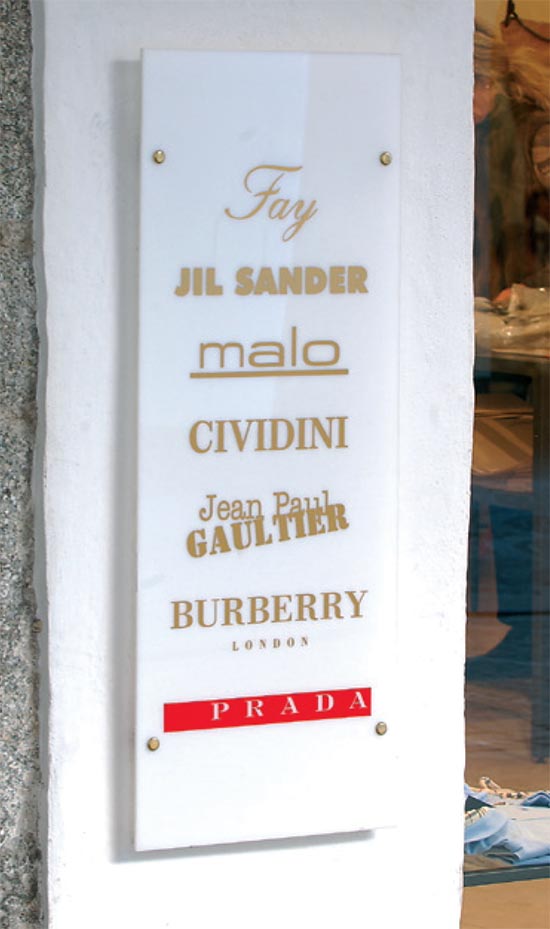 Fay
JIL SANDER
malo
CIVIDINI
Jean Paul
GAULTIER
BURBERRY
LONDON
PRADA